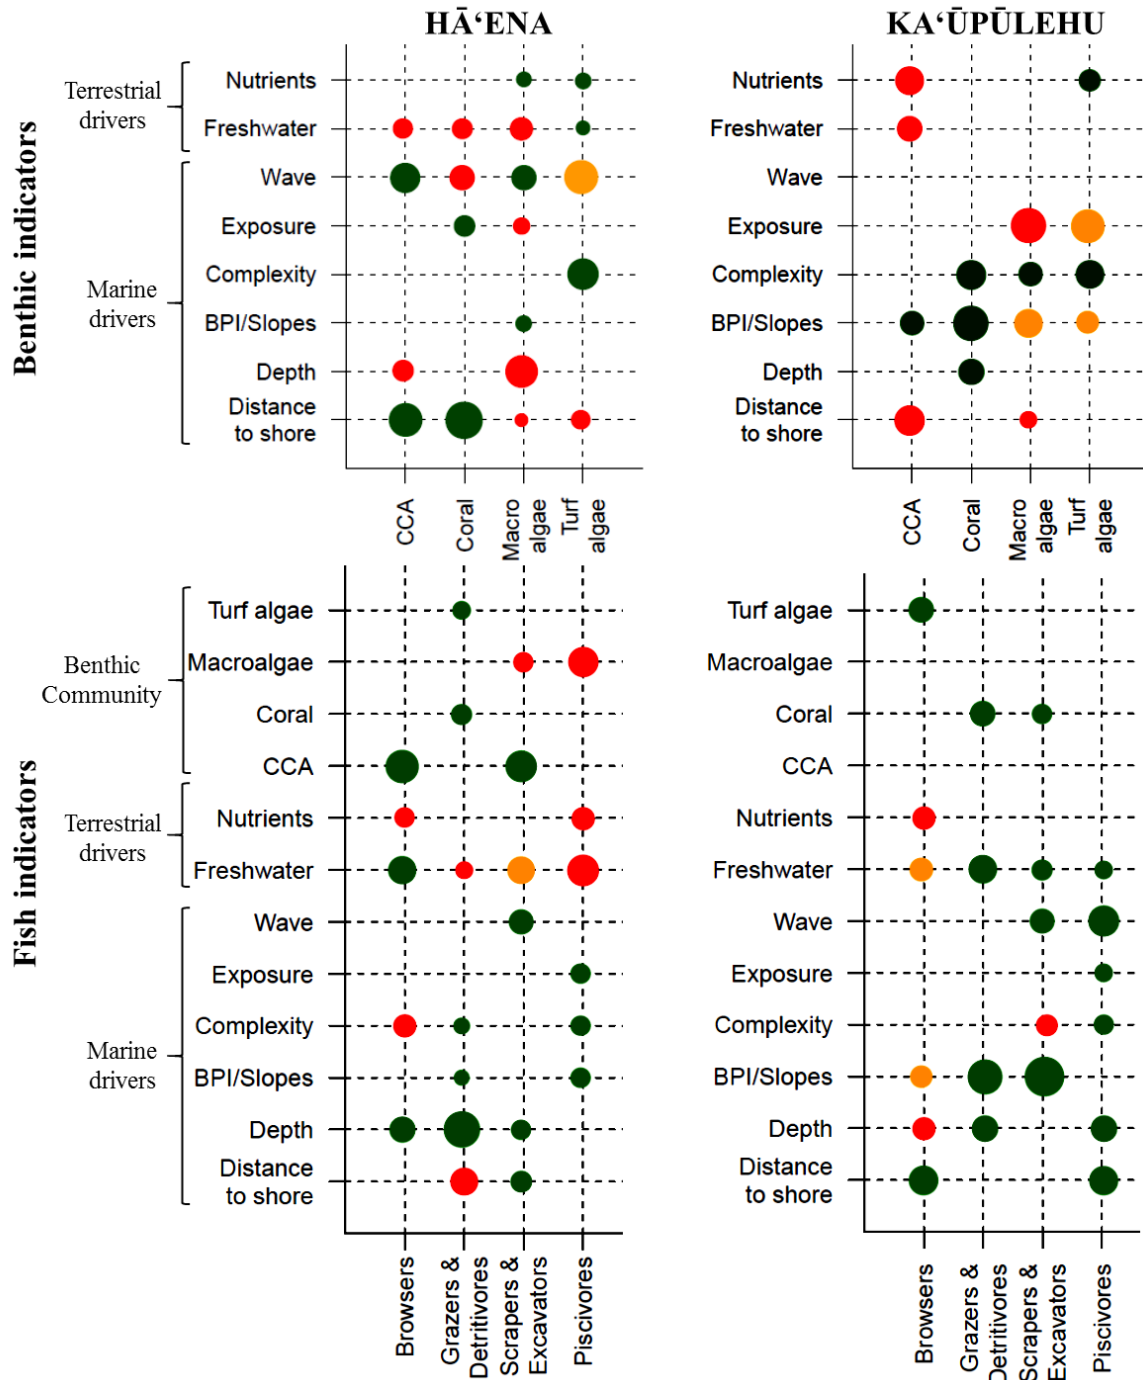 HĀ‘ENA
KA‘ŪPŪLEHU
Benthic indicators
Terrestrial
drivers
Marine
drivers
Nutrients
Freshwater
Wave
Exposure
Complexity
BPI/Slopes
Depth
Distance
to shore
CCA
Coral
Macro
algae
Turf
algae
Nutrients
Freshwater
Wave
Exposure
Complexity
BPI/Slopes
Depth
Distance
to shore
CCA
Coral
Macro
algae
Turf
algae
Fish indicators
Benthic
Community
Terrestrial
drivers
Marine
drivers
Turf algae
Macroalgae
Coral
CCA
Nutrients
Freshwater
Wave
Exposure
Complexity
BPI/Slopes
Depth
Distance
to shore
Browsers
Grazers &
Detritivores
Scrapers &
Excavators
Piscivores
Turf algae
Macroalgae
Coral
CCA
Nutrients
Freshwater
Wave
Exposure
Complexity
BPI/Slopes
Depth
Distance
to shore
Browsers
Grazers &
Detritivores
Scrapers &
Excavators
Piscivores